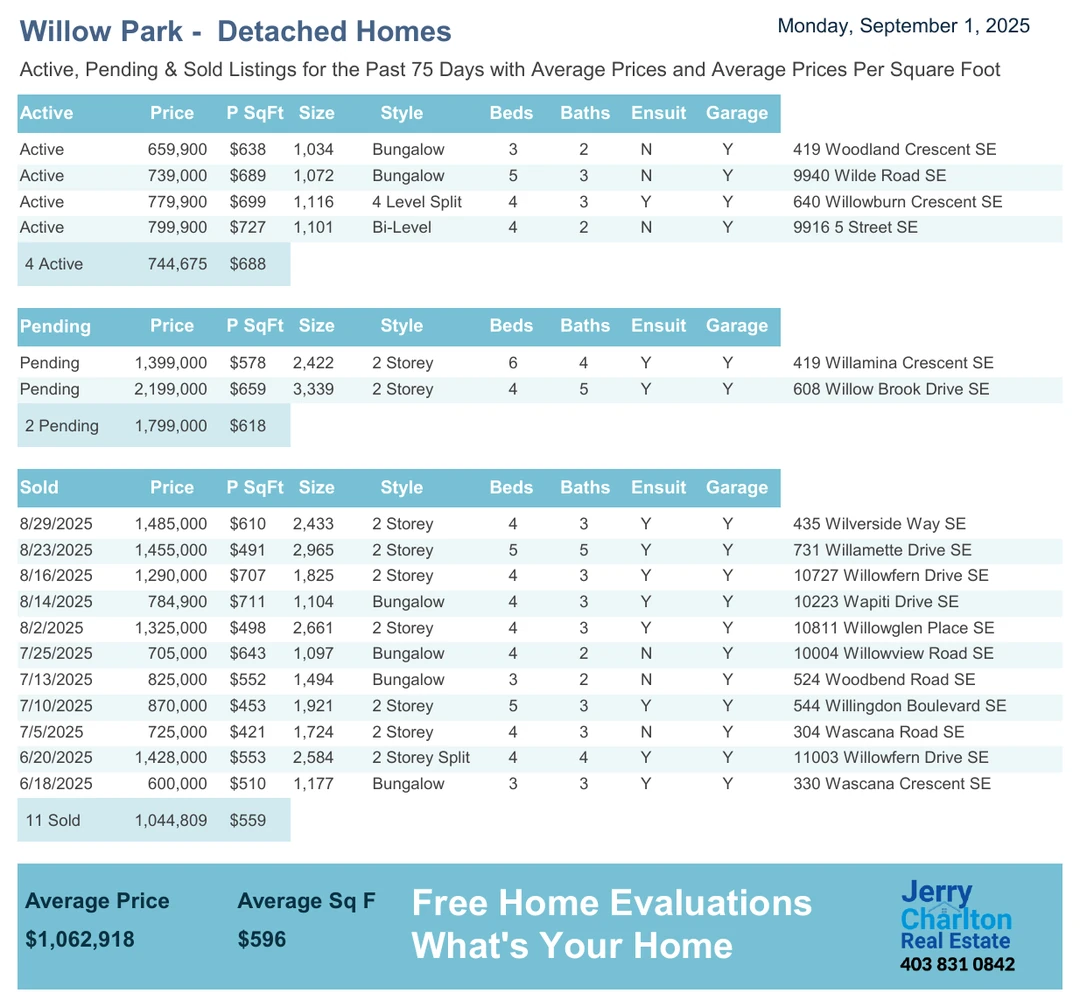 Willow Park -  Detached Homes
Monday, September 1, 2025
Active, Pending & Sold Listings for the Past 75 Days with Average Prices and Average Prices Per Square Foot
Active Price P SqFt Size Style Beds Baths Ensuit Garage
Active 659,900 $638 1,034 Bungalow 3 2 N Y 419 Woodland Crescent SE
Active 739,000 $689 1,072 Bungalow 5 3 N Y 9940 Wilde Road SE
Active 779,900 $699 1,116 4 Level Split 4 3 Y Y 640 Willowburn Crescent SE
Active 799,900 $727 1,101 Bi-Level 4 2 N Y 9916 5 Street SE
4 Active 744,675 $688
Pending Price P SqFt Size Style Beds Baths Ensuit Garage
Pending 1,399,000 $578 2,422 2 Storey 6 4 Y Y 419 Willamina Crescent SE
Pending 2,199,000 $659 3,339 2 Storey 4 5 Y Y 608 Willow Brook Drive SE
2 Pending 1,799,000 $618
Sold Price P SqFt Size Style Beds Baths Ensuit Garage
8/29/2025 1,485,000 $610 2,433 2 Storey 4 3 Y Y 435 Wilverside Way SE
8/23/2025 1,455,000 $491 2,965 2 Storey 5 5 Y Y 731 Willamette Drive SE
8/16/2025 1,290,000 $707 1,825 2 Storey 4 3 Y Y 10727 Willowfern Drive SE
8/14/2025 784,900 $711 1,104 Bungalow 4 3 Y Y 10223 Wapiti Drive SE
8/2/2025 1,325,000 $498 2,661 2 Storey 4 3 Y Y 10811 Willowglen Place SE
7/25/2025 705,000 $643 1,097 Bungalow 4 2 N Y 10004 Willowview Road SE
7/13/2025 825,000 $552 1,494 Bungalow 3 2 N Y 524 Woodbend Road SE
7/10/2025 870,000 $453 1,921 2 Storey 5 3 Y Y 544 Willingdon Boulevard SE
7/5/2025 725,000 $421 1,724 2 Storey 4 3 N Y 304 Wascana Road SE
6/20/2025 1,428,000 $553 2,584 2 Storey Split 4 4 Y Y 11003 Willowfern Drive SE
6/18/2025 600,000 $510 1,177 Bungalow 3 3 Y Y 330 Wascana Crescent SE
11 Sold 1,044,809 $559
Average Price Average Sq F
$1,062,918 $596
Free Home Evaluations
What's Your Home
Jerry
Charlton
Real Estate
403 831 0842